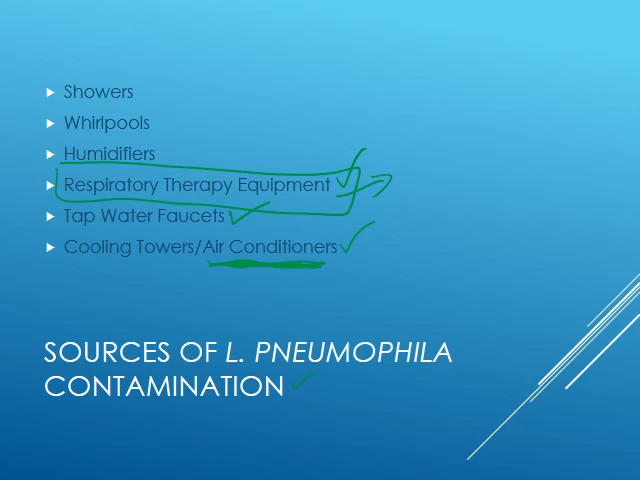 Showers
Whirlpools
Humidifiers
Respiratory Therapy Equipment
Tap Water Faucets
Cooling Towers/Air Conditioners
SOURCES OF L. PNEUMOPHILA
CONTAMINATION